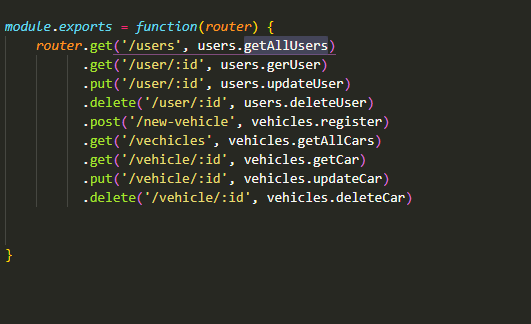 module.exports = function(router) {
router.get('/users', users.getAllUsers)
.get('/user/:id', users.gerUser)
.put('/user/:id', users.updateUser)
.delete('/user/:id', users.deleteUser)
.post('/new-vehicle', vehicles.register)
.get('/vechicles', vehicles.getAllCars)
.get('/vehicle/:id', vehicles.getCar)
.put('/vehicle/:id', vehicles.updateCar)
.delete('/vehicle/:id', vehicles.deleteCar)
}